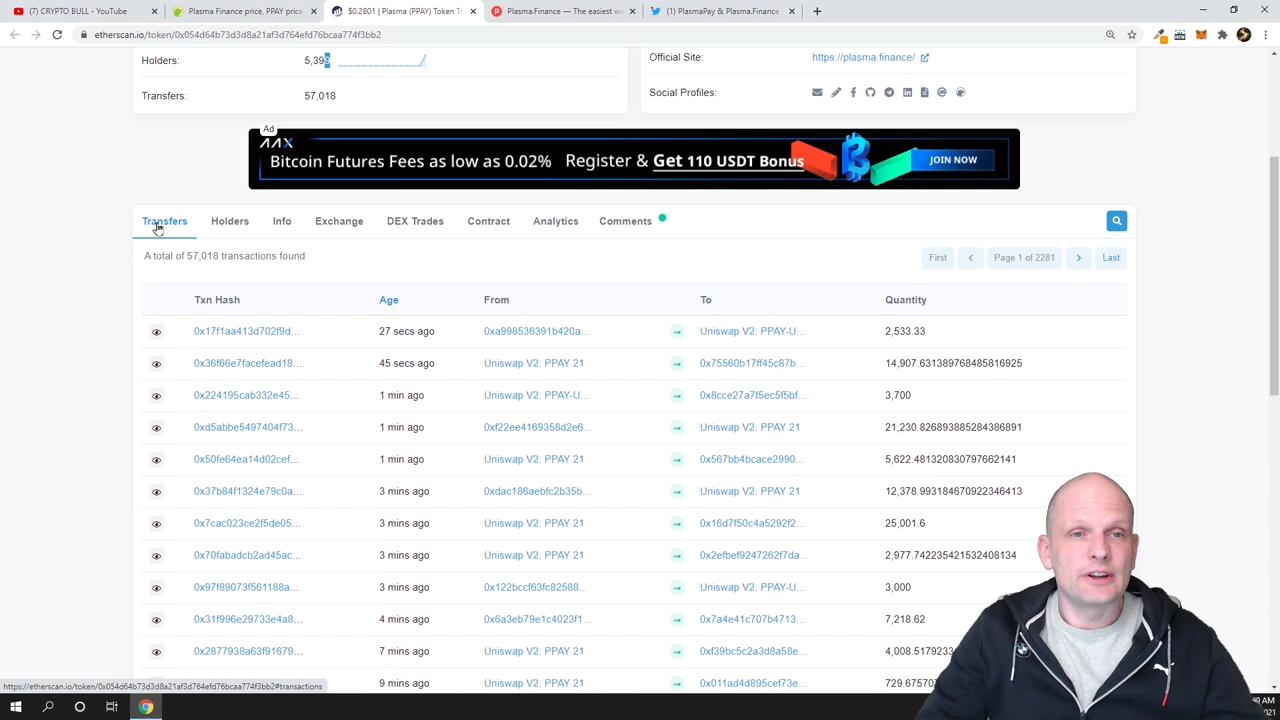 (7) CRYPTO BULL - YouTube
Plasma Finance price, PPAY price
$0.2801 | Plasma (PPAY) Token Tr
Plasma.Finance — The easiest wa
(1) PlasmaPay & Plasma.Finance
etherscan.io/token/0x054d64b73d3d8a21af3d764efd76bcaa774f3bb2
Holders: 5,399
Official Site: https://plasma.finance/
Transfers: 57,018
Social Profiles:
Ad
AAX
Bitcoin Futures Fees as low as 0.02% Register & Get 110 USDT Bonus JOIN NOW
Transfers Holders Info Exchange DEX Trades Contract Analytics Comments
A total of 57,018 transactions found
First Page 1 of 2281 Last
Txn Hash Age From To Quantity
0x17f1aa413d702f9d... 27 secs ago 0xa998536391b420a... Uniswap V2: PPAY-U... 2,533.33
0x36f66e7facefead18... 45 secs ago Uniswap V2: PPAY 21 0x75560b17ff45c87b... 14,907.631389768485816925
0x224195cab332e45... 1 min ago Uniswap V2: PPAY-U... 0x8cce27a7f5ec5f5bf... 3,700
0xd5abbe5497404f73... 1 min ago 0xf22ee4169358d2e6... Uniswap V2: PPAY 21 21,230.826893885284386891
0x50fe64ea14d02cef... 1 min ago Uniswap V2: PPAY 21 0x567bb4bcace2990... 5,622.481320830797662141
0x37b84f1324e79c0a... 3 mins ago 0xdac186aebfc2b35b... Uniswap V2: PPAY 21 12,378.993184670922346413
0x7cac023ce2f5de05... 3 mins ago Uniswap V2: PPAY 21 0x16d7f50c4a5292f2... 25,001.6
0x70fabadcb2ad45ac... 3 mins ago Uniswap V2: PPAY 21 0x2efbef9247262f7da... 2,977.742235421532408134
0x97f89073f561188a... 3 mins ago 0x122bccf63fc82588... Uniswap V2: PPAY-U... 3,000
0x31f996e29733e4a8... 4 mins ago 0x6a3eb79e1c4023f1... 0x7a4e41c707b4713... 7,218.62
0x2877938a63f91679... 7 mins ago Uniswap V2: PPAY 21 0xf39bc5c2a3d8a58e... 4,008.5179233
9 mins ago Uniswap V2: PPAY 21 0x011ad4d895cef73e... 729.67570
https://etherscan.io/token/0x054d64b73d3d8a21af3d764efd76bcaa774f3bb2#transactions
AM